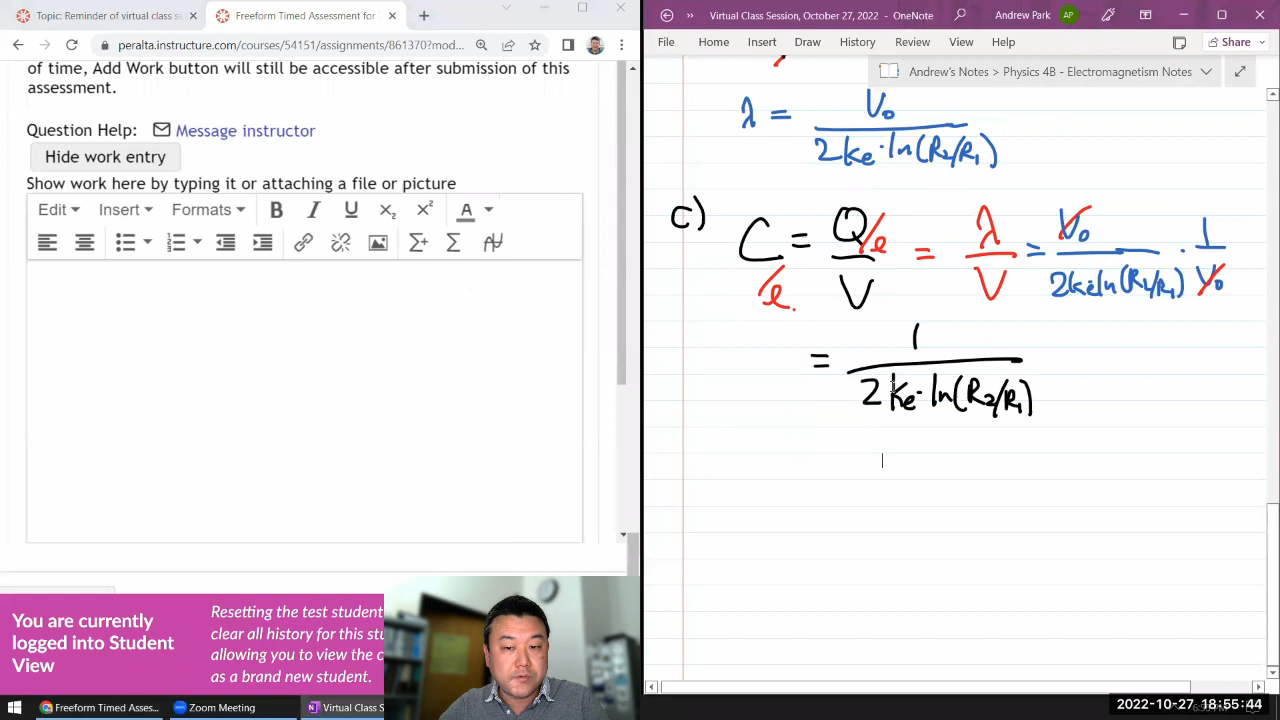 Topic: Reminder of virtual class se
Freeform Timed Assessment for
peralta.instructure.com/courses/54151/assignments/861370?mod...
of time, Add Work button will still be accessible after submission of this
assessment.
Question Help: Message instructor
Hide work entry
Show work here by typing it or attaching a file or picture
Edit Insert Formats B I U x₂ x² A
You are currently
logged into Student
View
Resetting the test student
clear all history for this stu
allowing you to view the c
as a brand new student.
Freeform Timed Asses...
Zoom Meeting
Virtual Class S
Virtual Class Session, October 27, 2022 - OneNote
Andrew Park AP
File Home Insert Draw History Review View Help Share
Andrew's Notes > Physics 4B - Electromagnetism Notes
λ = V₀ / 2ke·ln(R₂/R₁)
c) C/ℓ = Q/ℓ / V = λ / V = V₀ / 2ke ln(R₂/R₁) · 1 / V₀
= 1 / 2ke·ln(R₂/R₁)
2022-10-27 18:55:44